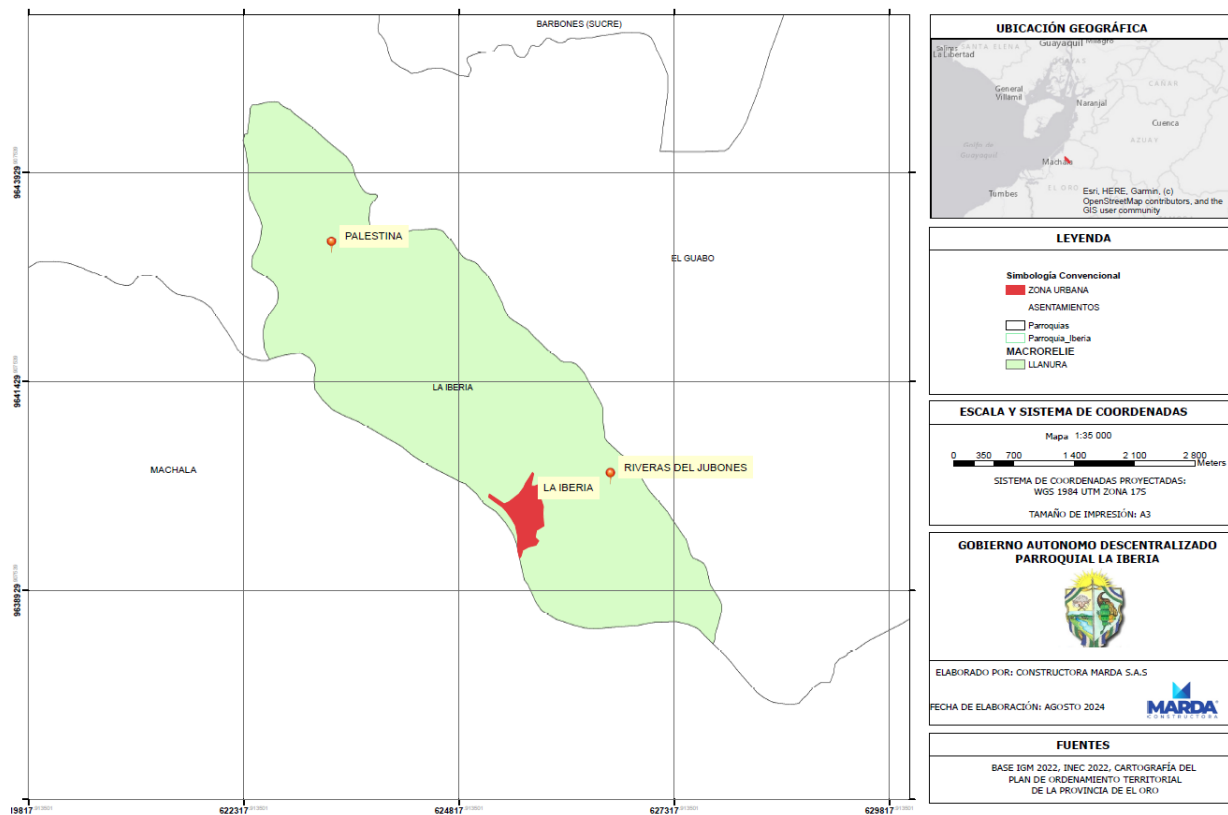 BARBONES (SUCRE)
PALESTINA
EL GUABO
LA IBERIA
MACHALA
RIVERAS DEL JUBONES
LA IBERIA
9643929
9641429
9638929
619817
622317
624817
627317
629817
UBICACIÓN GEOGRÁFICA
Salinas
La Libertad
SANTA ELENA
Guayaquil
Milagro
GUAYAS
General
Villamil
Naranjal
CAÑAR
Cuenca
AZUAY
Golfo de
Guayaquil
Machala
EL ORO
Tumbes
Esri, HERE, Garmin, (c)
OpenStreetMap contributors, and the
GIS user community
LEYENDA
Simbología Convencional
ZONA URBANA
ASENTAMIENTOS
Parroquias
Parroquia_Iberia
MACRORELIE
LLANURA
ESCALA Y SISTEMA DE COORDENADAS
Mapa 1:35 000
0 350 700 1 400 2 100 2 800
Meters
SISTEMA DE COORDENADAS PROYECTADAS:
WGS 1984 UTM ZONA 17S
TAMAÑO DE IMPRESIÓN: A3
GOBIERNO AUTONOMO DESCENTRALIZADO
PARROQUIAL LA IBERIA
ELABORADO POR: CONSTRUCTORA MARDA S.A.S
FECHA DE ELABORACIÓN: AGOSTO 2024
MARDA
CONSTRUCTORA
FUENTES
BASE IGM 2022, INEC 2022, CARTOGRAFÍA DEL
PLAN DE ORDENAMIENTO TERRITORIAL
DE LA PROVINCIA DE EL ORO